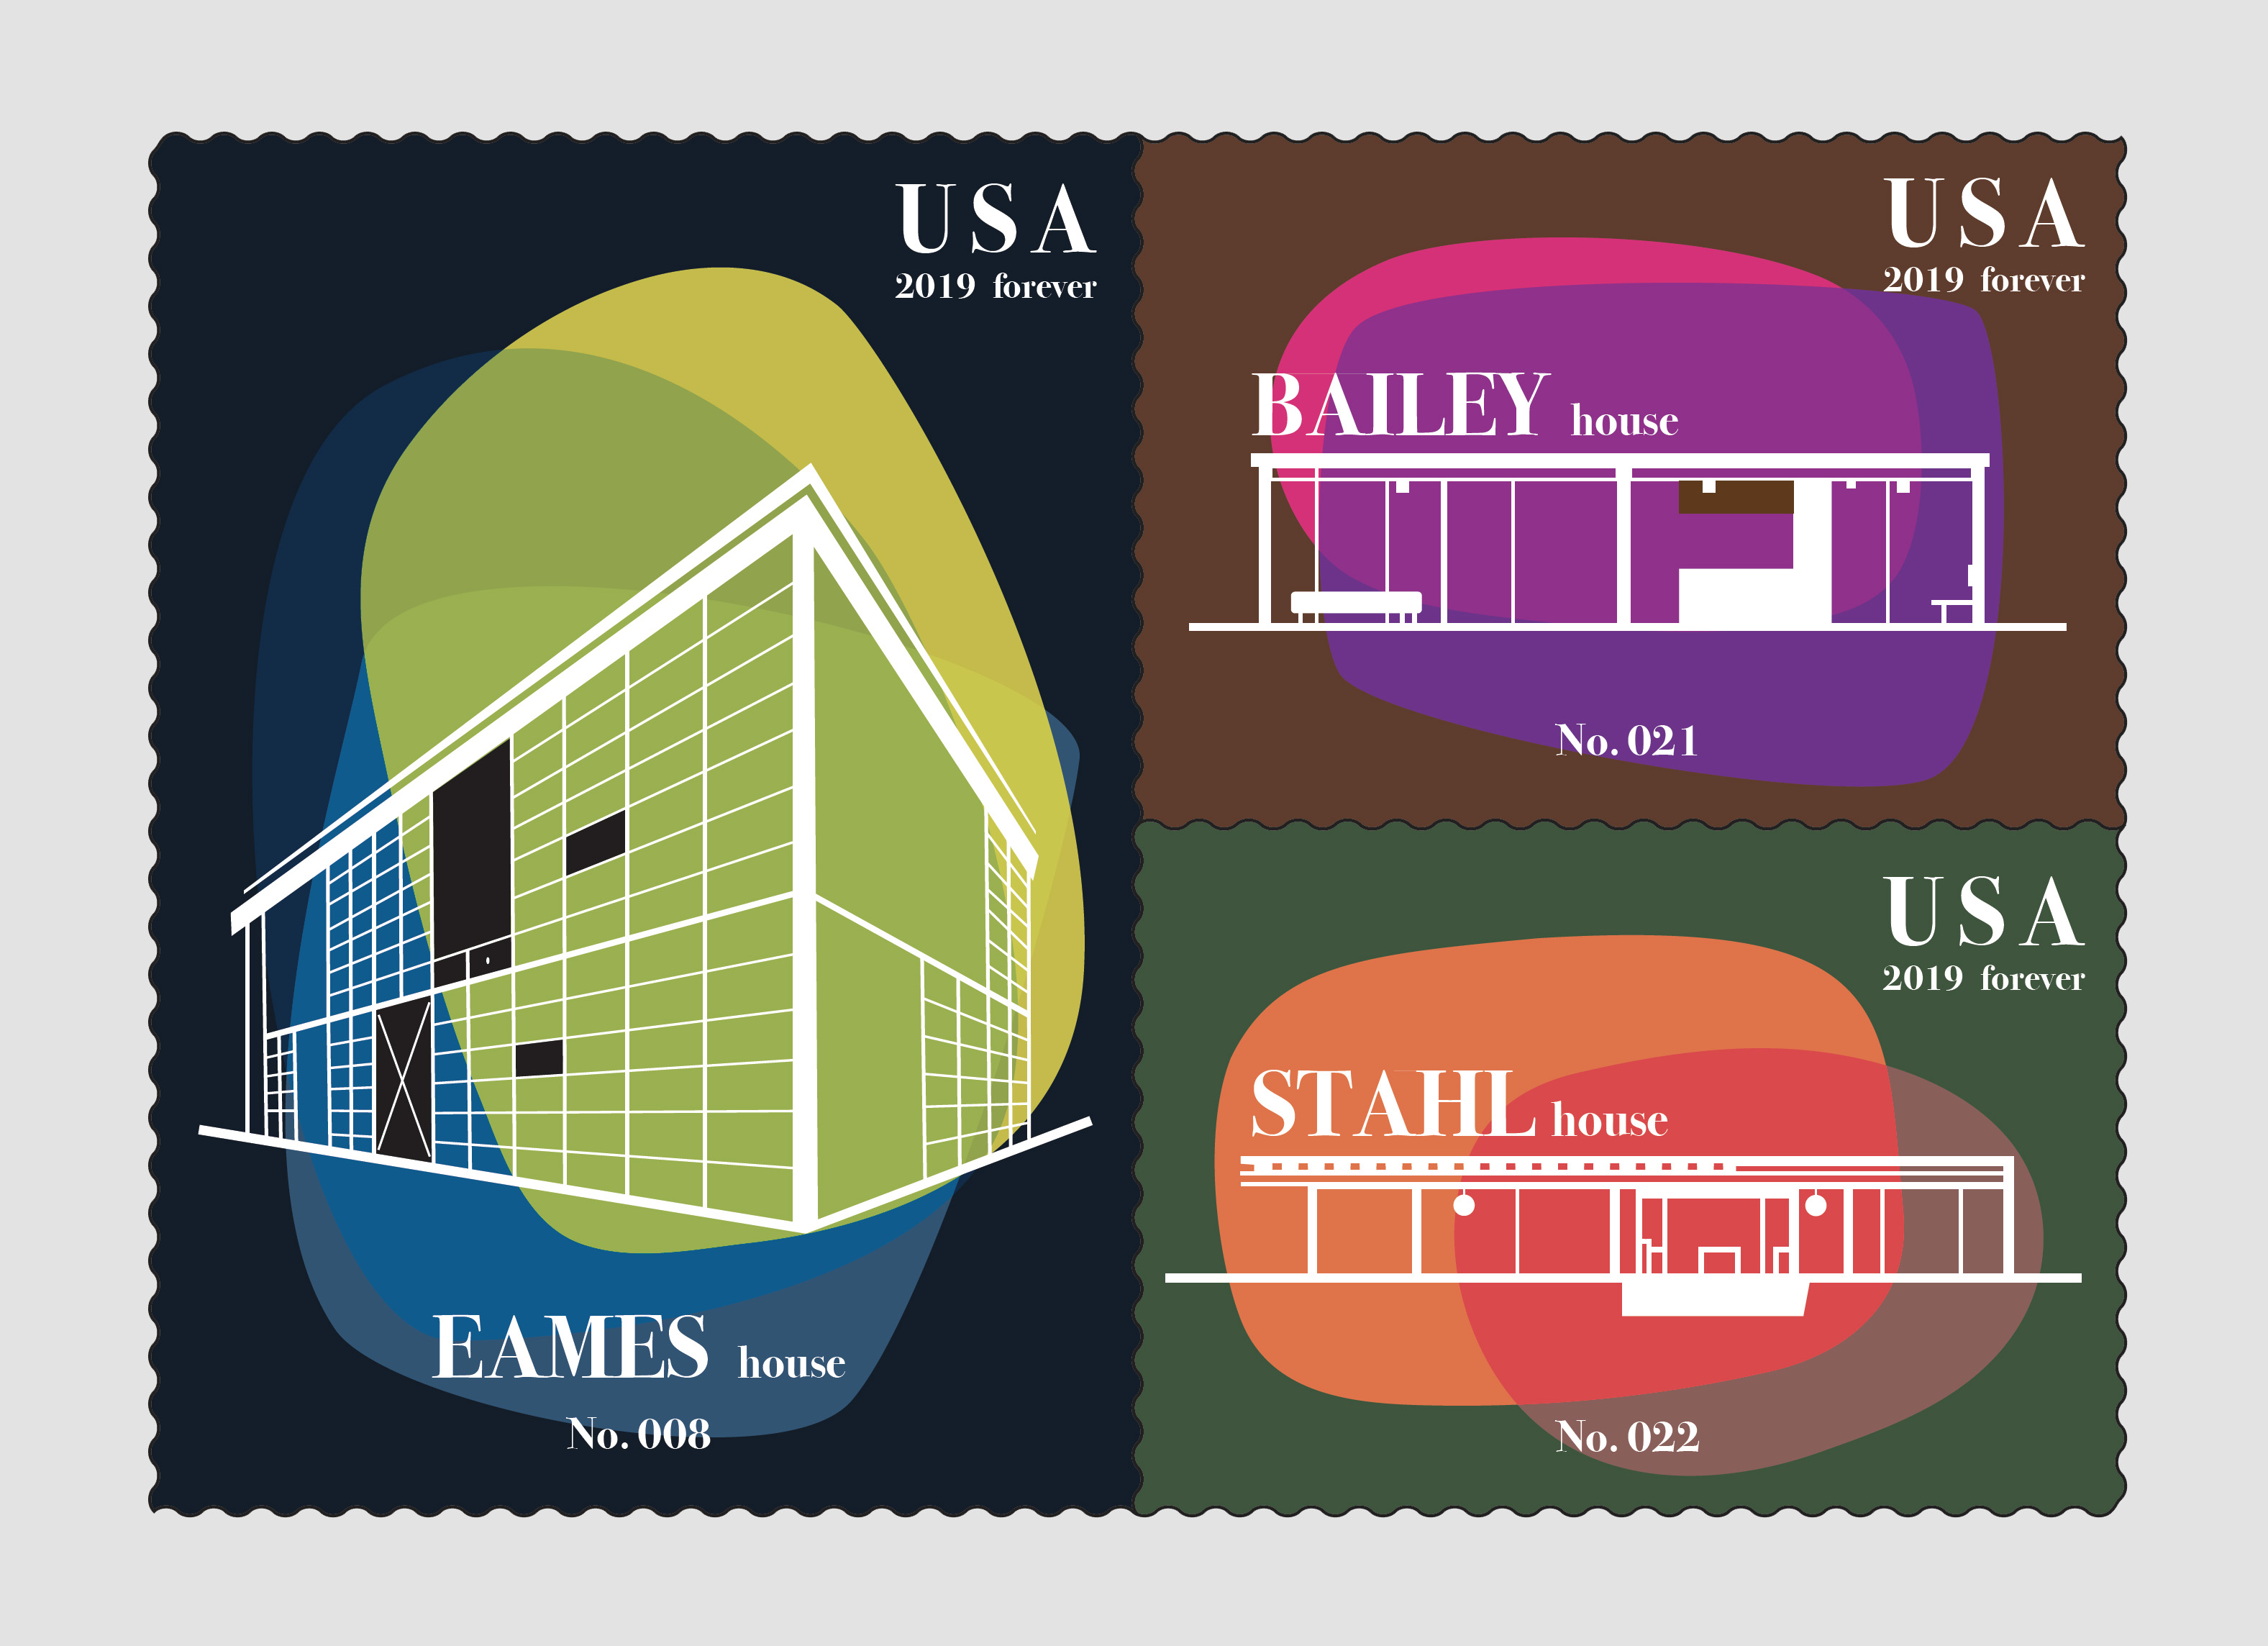 USA
2019 forever
EAMES house
No. 008
USA
2019 forever
BAILEY house
No. 021
USA
2019 forever
STAHL house
No. 022